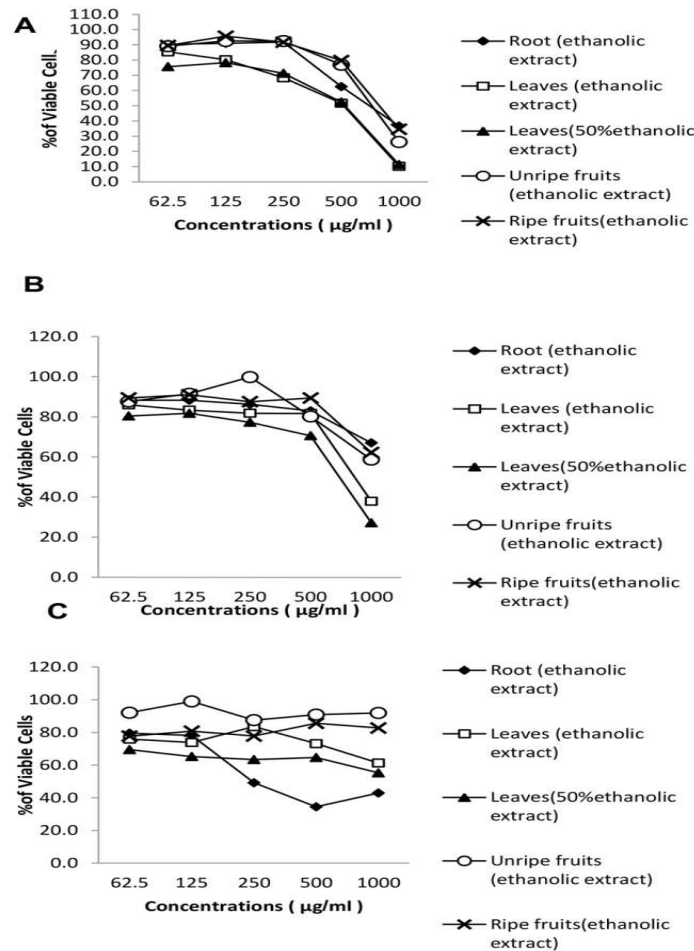 A
%of Viable Cell.
100.0
90.0
80.0
70.0
60.0
50.0
40.0
30.0
20.0
10.0
0.0
62.5 125 250 500 1000
Concentrations ( µg/ml )
Root (ethanolic
extract)
Leaves (ethanolic
extract)
Leaves(50%ethanolic
extract)
Unripe fruits
(ethanolic extract)
Ripe fruits(ethanolic
extract)
B
%of Viable Cells
120.0
100.0
80.0
60.0
40.0
20.0
0.0
62.5 125 250 500 1000
Concentrations ( µg/ml )
Root (ethanolic
extract)
Leaves (ethanolic
extract)
Leaves(50%ethanolic
extract)
Unripe fruits
(ethanolic extract)
Ripe fruits(ethanolic
extract)
C
%of Viable Cells
120.0
100.0
80.0
60.0
40.0
20.0
0.0
62.5 125 250 500 1000
Concentrations ( µg/ml )
Root (ethanolic
extract)
Leaves (ethanolic
extract)
Leaves(50%ethanolic
extract)
Unripe fruits
(ethanolic extract)
Ripe fruits(ethanolic
extract)